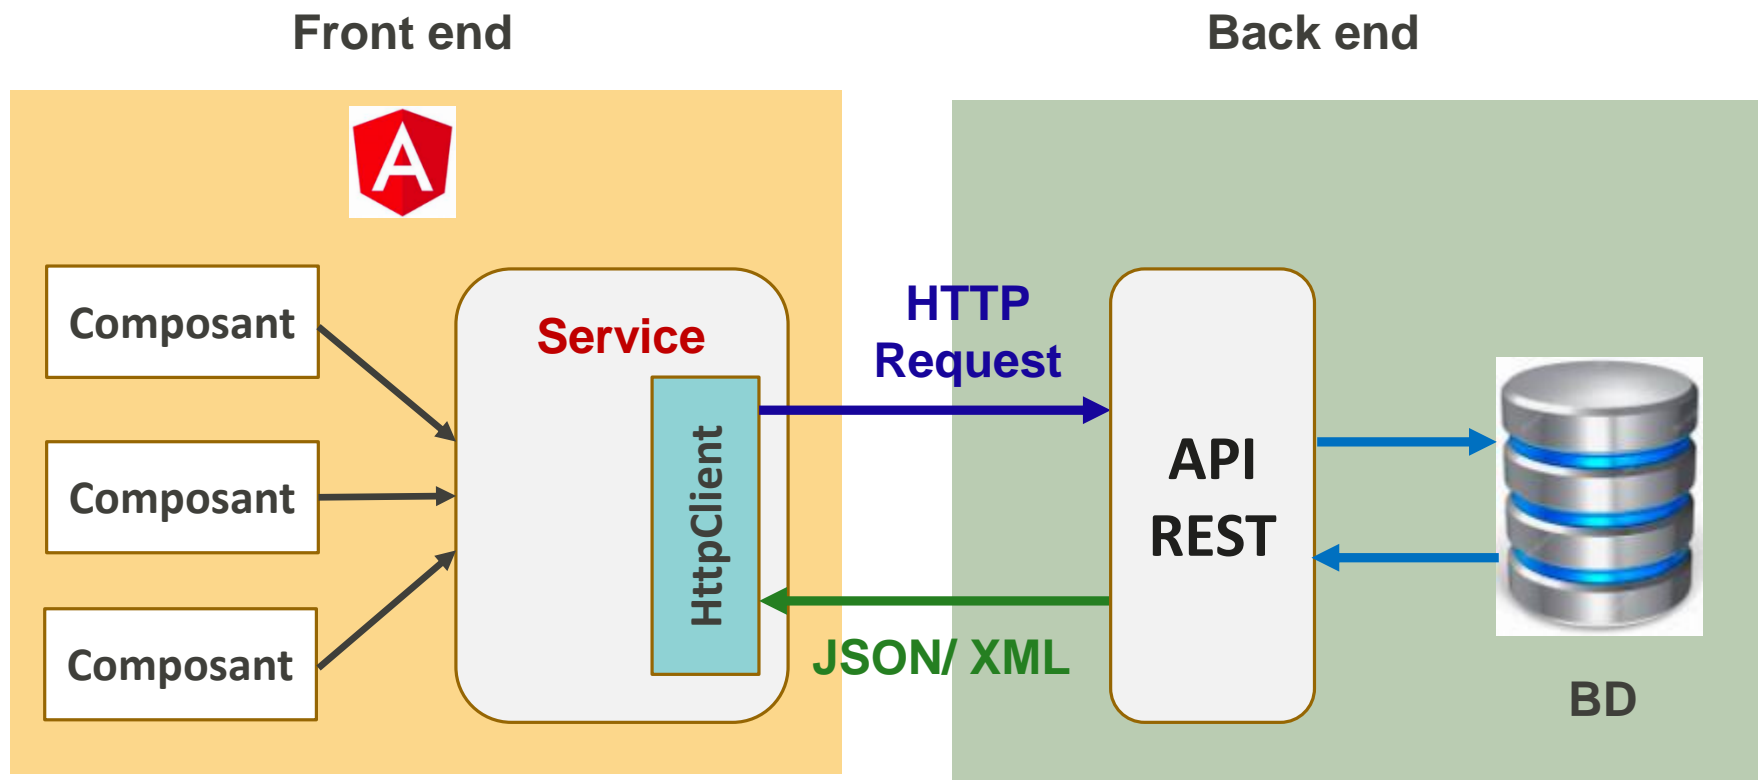 Front end
Back end
A
Composant
Composant
Composant
Service
HttpClient
HTTP
Request
JSON/ XML
API
REST
BD